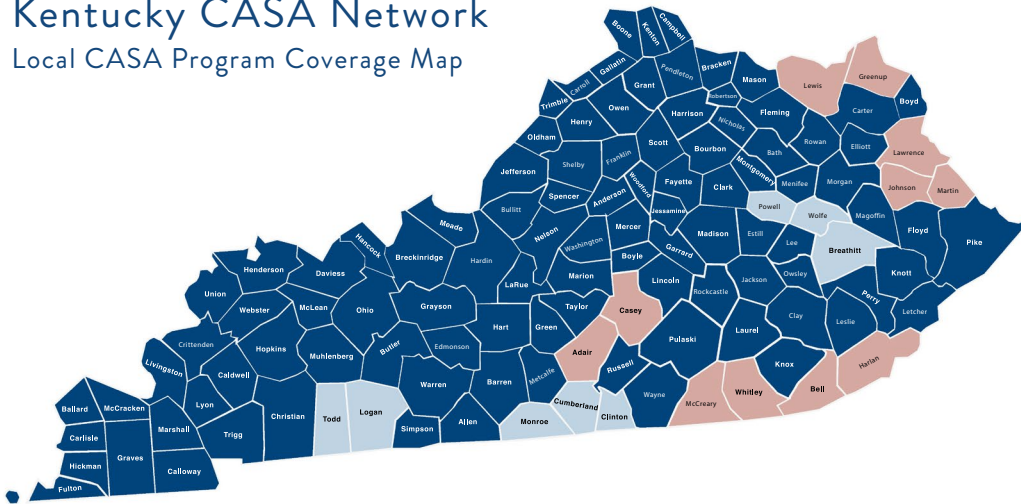 Kentucky CASA Network
Local CASA Program Coverage Map
Boone
Kenton
Campbell
Gallatin
Carroll
Grant
Pendleton
Bracken
Mason
Lewis
Greenup
Trimble
Owen
Robertson
Carter
Boyd
Henry
Harrison
Fleming
Oldham
Nicholas
Rowan
Elliott
Lawrence
Jefferson
Shelby
Franklin
Scott
Bourbon
Bath
Montgomery
Menifee
Morgan
Johnson
Martin
Spencer
Anderson
Woodford
Fayette
Clark
Bullitt
Jessamine
Powell
Wolfe
Magoffin
Floyd
Pike
Meade
Nelson
Washington
Mercer
Madison
Estill
Lee
Breathitt
Hancock
Breckinridge
Hardin
Boyle
Garrard
Henderson
Daviess
Marion
Lincoln
Rockcastle
Jackson
Owsley
Knott
Union
LaRue
Webster
McLean
Ohio
Grayson
Taylor
Casey
Perry
Letcher
Clay
Leslie
Hart
Green
Laurel
Crittenden
Hopkins
Muhlenberg
Butler
Edmonson
Adair
Pulaski
Livingston
Caldwell
Metcalfe
Russell
Knox
Harlan
Warren
Barren
Wayne
Whitley
Bell
Ballard
McCracken
Lyon
Christian
Todd
Logan
Cumberland
McCreary
Marshall
Trigg
Simpson
Allen
Monroe
Clinton
Carlisle
Graves
Hickman
Calloway
Fulton